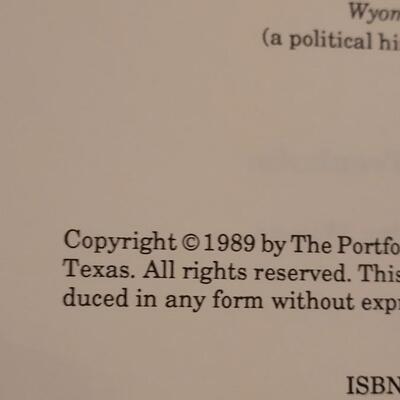 Wyom
(a political hi
Copyright © 1989 by The Portfo
Texas. All rights reserved. This
duced in any form without expr
ISBN